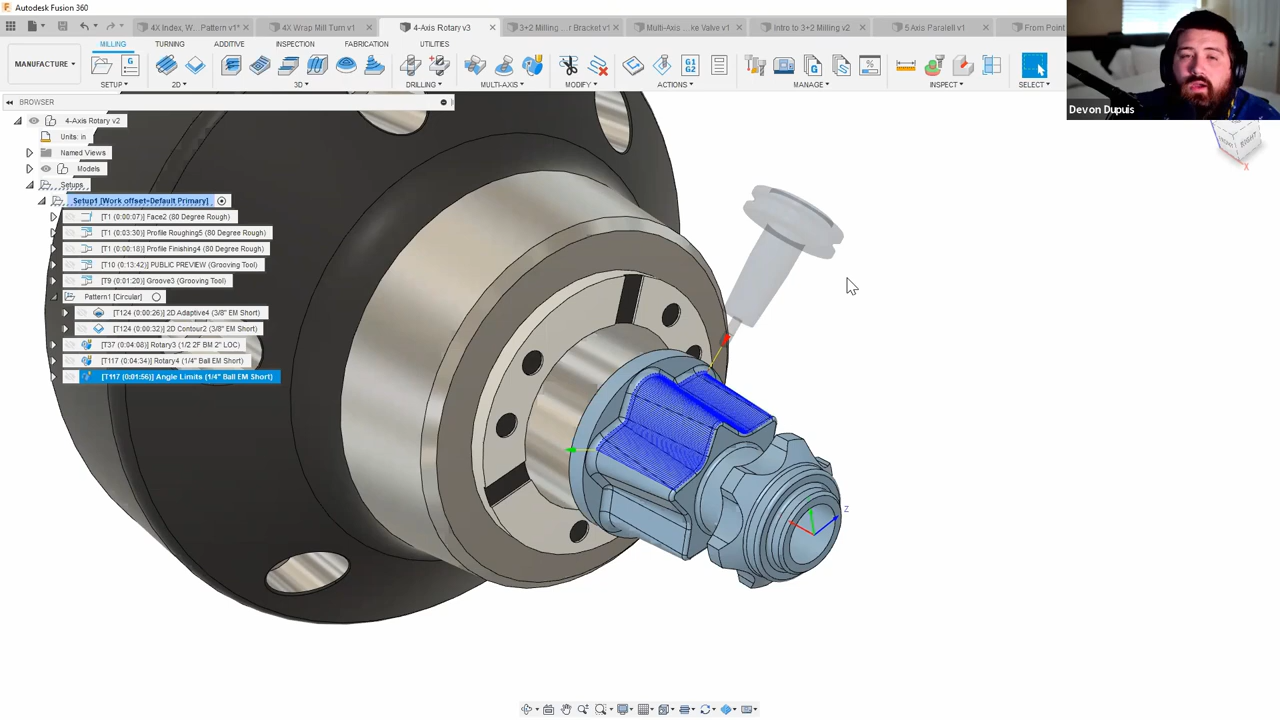 Autodesk Fusion 360
4X Index, W... Pattern v1*
4X Wrap Mill Turn v1
4-Axis Rotary v3
3+2 Milling ...r Bracket v1
Multi-Axis ...ke Valve v1
Intro to 3+2 Milling v2
5 Axis Parallell v1
From Point
MILLING
TURNING
ADDITIVE
INSPECTION
FABRICATION
UTILITIES
MANUFACTURE
SETUP
2D
3D
DRILLING
MULTI-AXIS
MODIFY
ACTIONS
MANAGE
INSPECT
SELECT
Devon Dupuis
BROWSER
4-Axis Rotary v2
Units: in
Named Views
Models
Setups
Setup1 [Work offset=Default Primary]
[T1 (0:00:07)] Face2 (80 Degree Rough)
[T1 (0:03:30)] Profile Roughing5 (80 Degree Rough)
[T1 (0:00:18)] Profile Finishing4 (80 Degree Rough)
[T10 (0:13:42)] PUBLIC PREVIEW (Grooving Tool)
[T9 (0:01:20)] Groove3 (Grooving Tool)
Pattern1 [Circular]
[T124 (0:00:26)] 2D Adaptive4 (3/8" EM Short)
[T124 (0:00:32)] 2D Contour2 (3/8" EM Short)
[T37 (0:04:08)] Rotary3 (1/2 2F BM 2" LOC)
[T117 (0:04:34)] Rotary4 (1/4" Ball EM Short)
[T117 (0:01:56)] Angle Limits (1/4" Ball EM Short)
RIGHT
X
Z